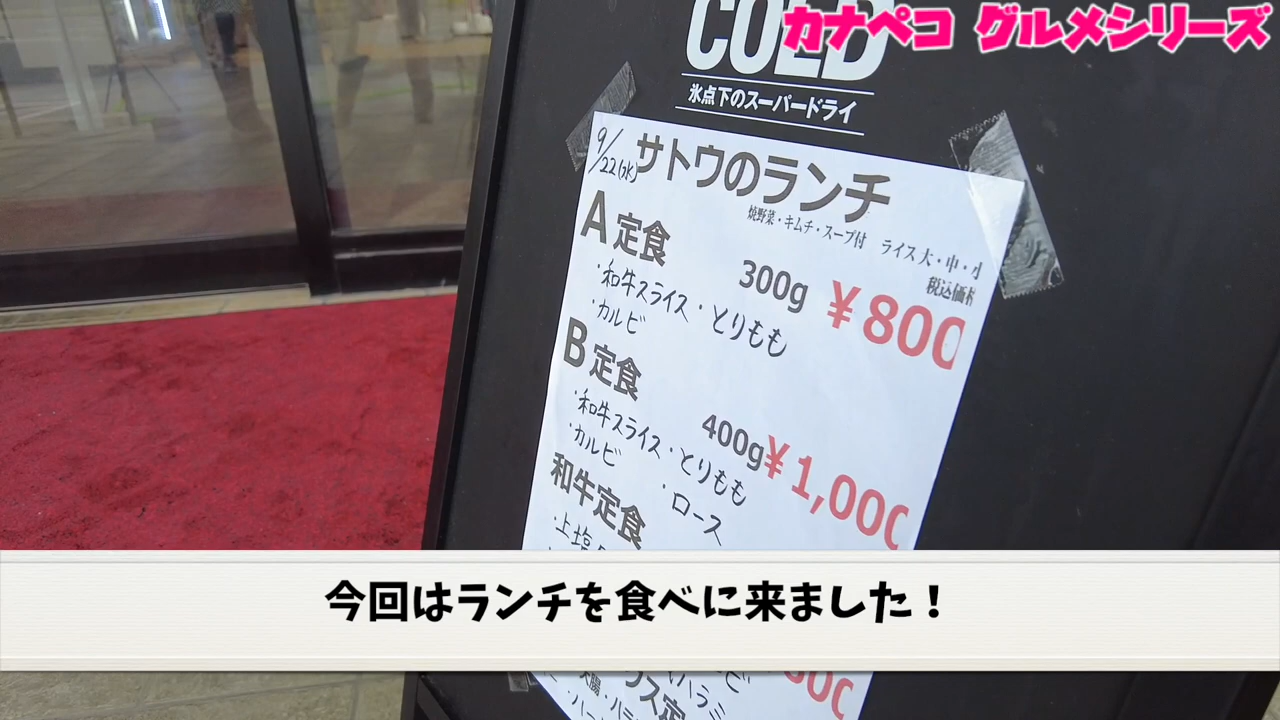 カナペコ グルメシリーズ
COLD
氷点下のスーパードライ
9/22(水)
サトウのランチ
焼野菜・キムチ・スープ付 ライス大・中・小
税込価格
A定食
300g ¥800
・和牛スライス・とりもも
・カルビ
B定食
400g ¥1,000
・和牛スライス・とりもも
・カルビ ・ロース
和牛定食
・上塩
今回はランチを食べに来ました！